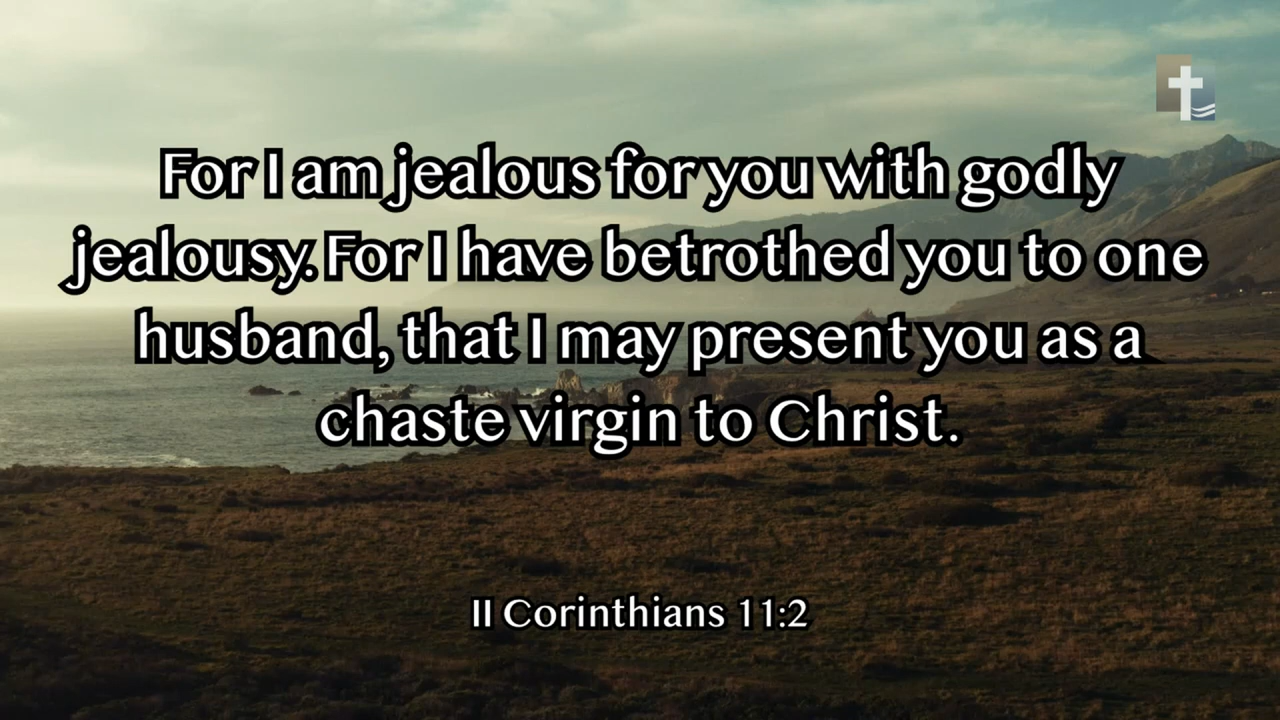 For I am jealous for you with godly
jealousy. For I have betrothed you to one
husband, that I may present you as a
chaste virgin to Christ.
II Corinthians 11:2